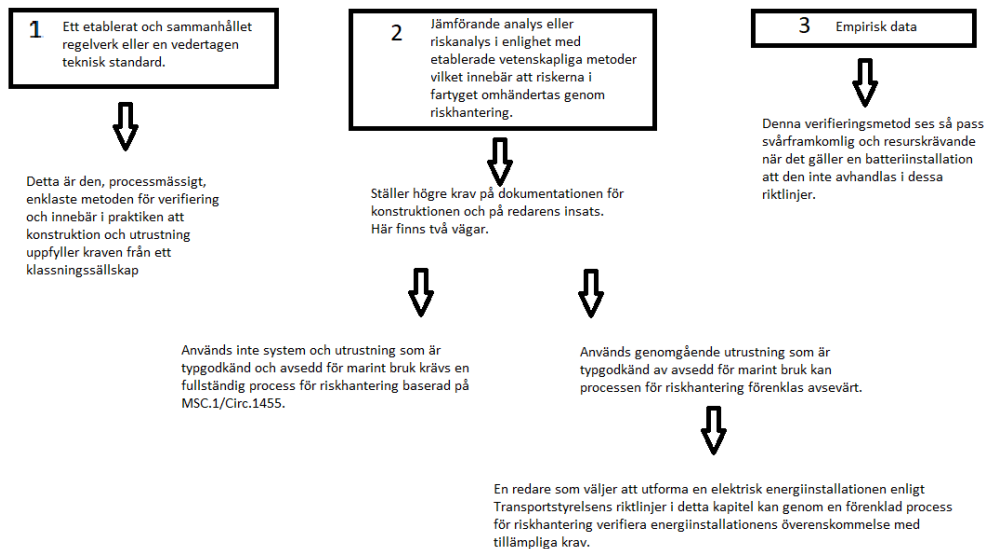 1 Ett etablerat och sammanhållet
regelverk eller en vedertagen
teknisk standard.
Detta är den, processmässigt,
enklaste metoden för verifiering
och innebär i praktiken att
konstruktion och utrustning
uppfyller kraven från ett
klassningssällskap
2 Jämförande analys eller
riskanalys i enlighet med
etablerade vetenskapliga metoder
vilket innebär att riskerna i
fartyget omhändertas genom
riskhantering.
Ställer högre krav på dokumentationen för
konstruktionen och på redarens insats.
Här finns två vägar.
3 Empirisk data
Denna verifieringsmetod ses så pass
svårframkomlig och resurskrävande
när det gäller en batteriinstallation
att den inte avhandlas i dessa
riktlinjer.
Används inte system och utrustning som är
typgodkänd och avsedd för marint bruk krävs en
fullständig process för riskhantering baserad på
MSC.1/Circ.1455.
Används genomgående utrustning som är
typgodkänd av avsedd för marint bruk kan
processen för riskhantering förenklas avsevärt.
En redare som väljer att utforma en elektrisk energiinstallationen enligt
Transportstyrelsens riktlinjer i detta kapitel kan genom en förenklad process
för riskhantering verifiera energiinstallationens överenskommelse med
tillämpliga krav.